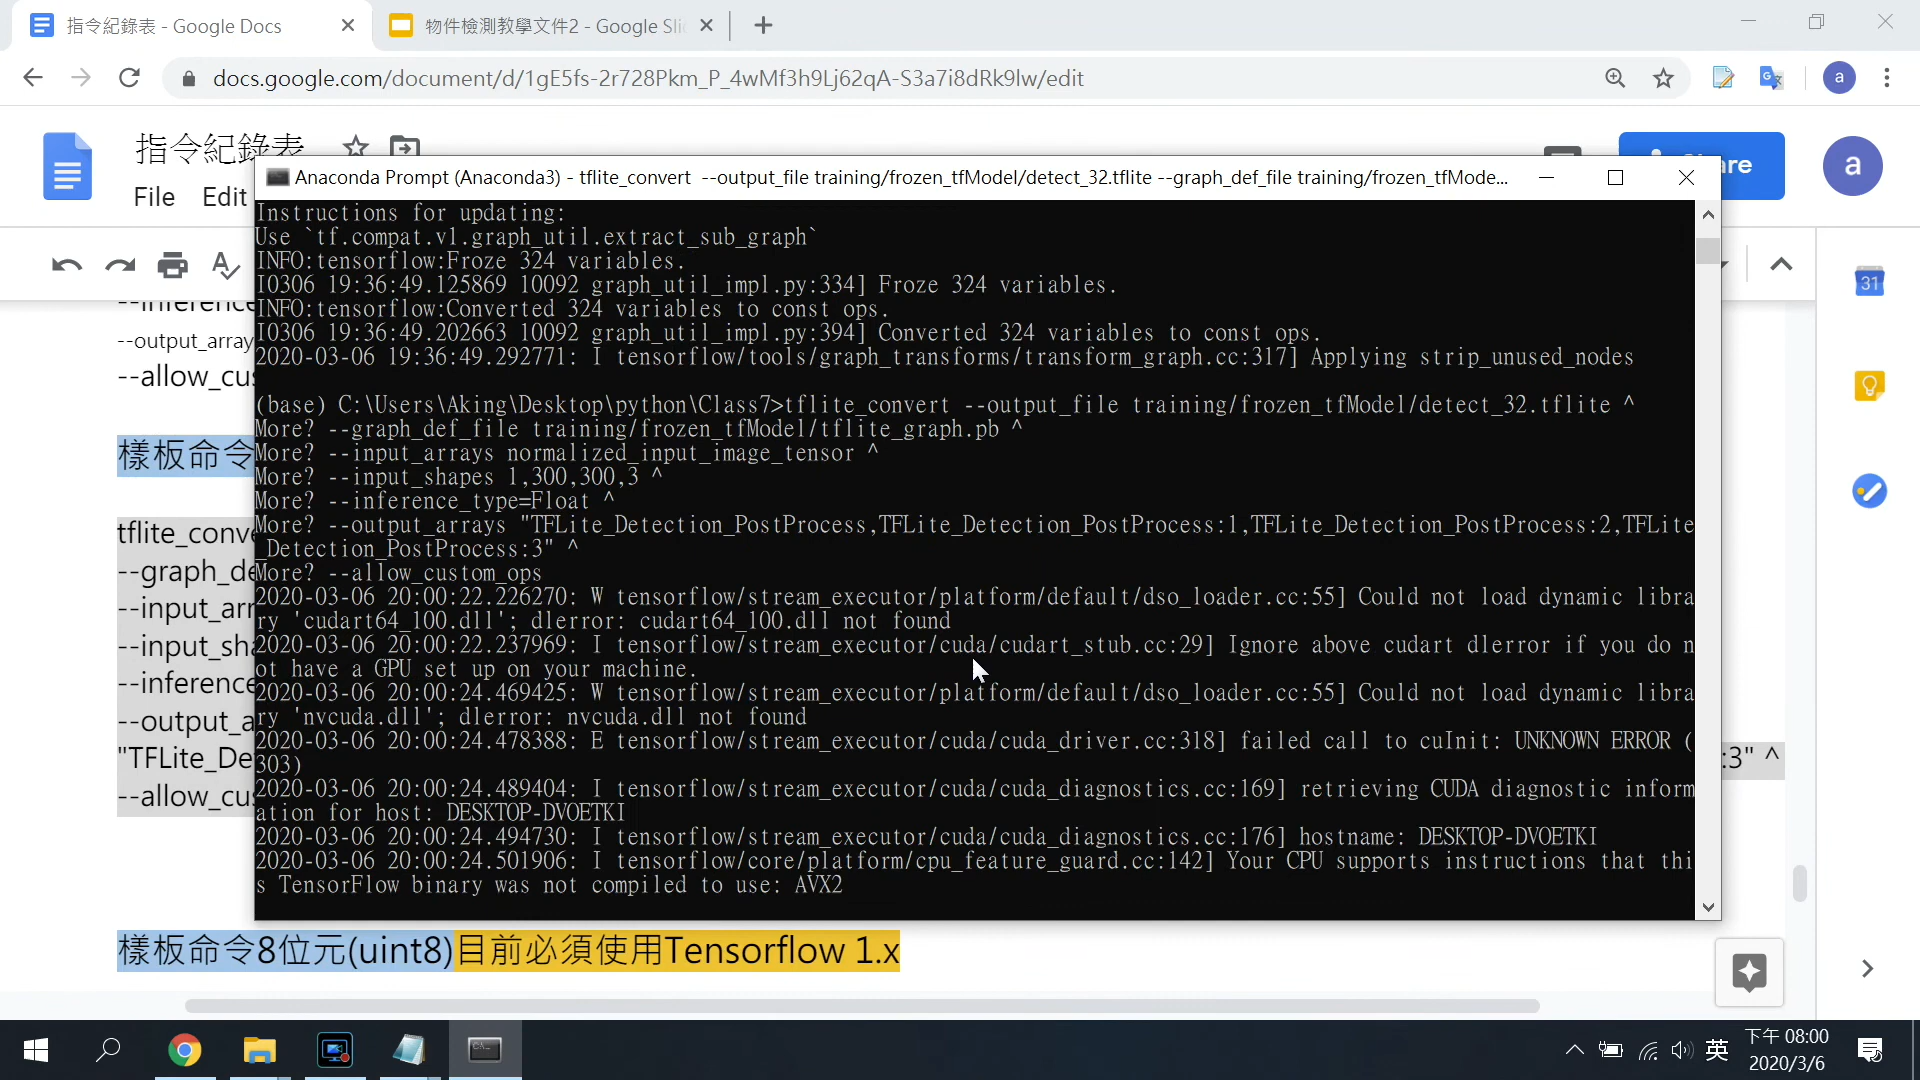 指令紀錄表 - Google Docs
物件檢測教學文件2 - Google Sli
docs.google.com/document/d/1gE5fs-2r728Pkm_P_4wMf3h9Lj62qA-S3a7i8dRk9lw/edit
a
指令紀錄表
File Edit
are
a
Anaconda Prompt (Anaconda3) - tflite_convert --output_file training/frozen_tfModel/detect_32.tflite --graph_def_file training/frozen_tfMode...
Instructions for updating:
Use `tf.compat.v1.graph_util.extract_sub_graph`
INFO:tensorflow:Froze 324 variables.
I0306 19:36:49.125869 10092 graph_util_impl.py:334] Froze 324 variables.
INFO:tensorflow:Converted 324 variables to const ops.
I0306 19:36:49.202663 10092 graph_util_impl.py:394] Converted 324 variables to const ops.
2020-03-06 19:36:49.292771: I tensorflow/tools/graph_transforms/transform_graph.cc:317] Applying strip_unused_nodes
(base) C:\Users\Aking\Desktop\python\Class7>tflite_convert --output_file training/frozen_tfModel/detect_32.tflite ^
More? --graph_def_file training/frozen_tfModel/tflite_graph.pb ^
More? --input_arrays normalized_input_image_tensor ^
More? --input_shapes 1,300,300,3 ^
More? --inference_type=Float ^
More? --output_arrays "TFLite_Detection_PostProcess,TFLite_Detection_PostProcess:1,TFLite_Detection_PostProcess:2,TFLite
_Detection_PostProcess:3" ^
More? --allow_custom_ops
2020-03-06 20:00:22.226270: W tensorflow/stream_executor/platform/default/dso_loader.cc:55] Could not load dynamic libra
ry 'cudart64_100.dll'; dlerror: cudart64_100.dll not found
2020-03-06 20:00:22.237969: I tensorflow/stream_executor/cuda/cudart_stub.cc:29] Ignore above cudart dlerror if you do n
ot have a GPU set up on your machine.
2020-03-06 20:00:24.469425: W tensorflow/stream_executor/platform/default/dso_loader.cc:55] Could not load dynamic libra
ry 'nvcuda.dll'; dlerror: nvcuda.dll not found
2020-03-06 20:00:24.478388: E tensorflow/stream_executor/cuda/cuda_driver.cc:318] failed call to cuInit: UNKNOWN ERROR (
303)
2020-03-06 20:00:24.489404: I tensorflow/stream_executor/cuda/cuda_diagnostics.cc:169] retrieving CUDA diagnostic inform
ation for host: DESKTOP-DVOETKI
2020-03-06 20:00:24.494730: I tensorflow/stream_executor/cuda/cuda_diagnostics.cc:176] hostname: DESKTOP-DVOETKI
2020-03-06 20:00:24.501906: I tensorflow/core/platform/cpu_feature_guard.cc:142] Your CPU supports instructions that thi
s TensorFlow binary was not compiled to use: AVX2
--inference
--output_array
--allow_cus
樣板命令
tflite_conve
--graph_de
--input_arr
--input_sha
--inference
--output_a
"TFLite_De
:3" ^
--allow_cus
樣板命令8位元(uint8)目前必須使用Tensorflow 1.x
31
英
下午 08:00
2020/3/6